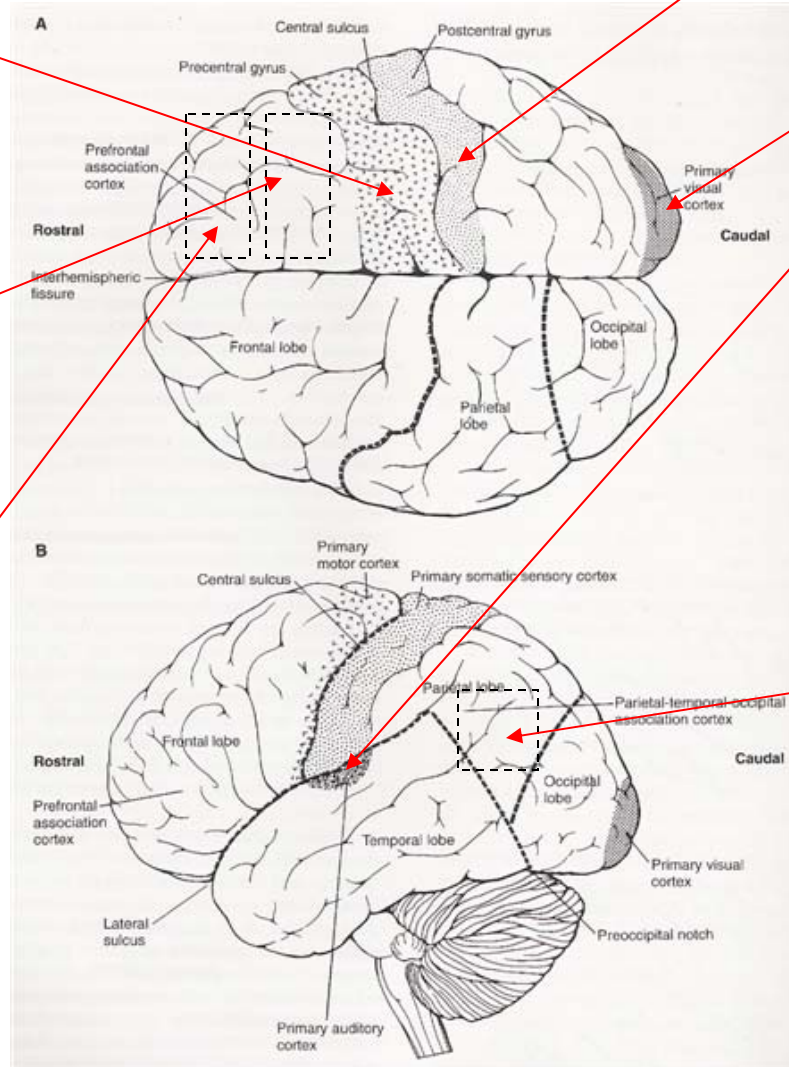 A
Central sulcus
Postcentral gyrus
Precentral gyrus
Prefrontal
association
cortex
Primary
visual
cortex
Rostral
Caudal
Interhemispheric
fissure
Frontal lobe
Occipital
lobe
Parietal
lobe
B
Primary
motor cortex
Central sulcus
Primary somatic sensory cortex
Parietal lobe
Parietal-temporal-occipital
association cortex
Frontal lobe
Rostral
Caudal
Occipital
lobe
Prefrontal
association
cortex
Temporal lobe
Primary visual
cortex
Lateral
sulcus
Preoccipital notch
Primary auditory
cortex